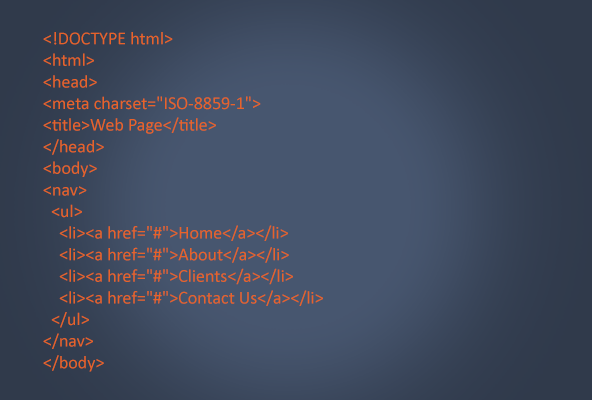 <!DOCTYPE html>
<html>
<head>
<meta charset="ISO-8859-1">
<title>Web Page</title>
</head>
<body>
<nav>
<ul>
<li><a href="#">Home</a></li>
<li><a href="#">About</a></li>
<li><a href="#">Clients</a></li>
<li><a href="#">Contact Us</a></li>
</ul>
</nav>
</body>